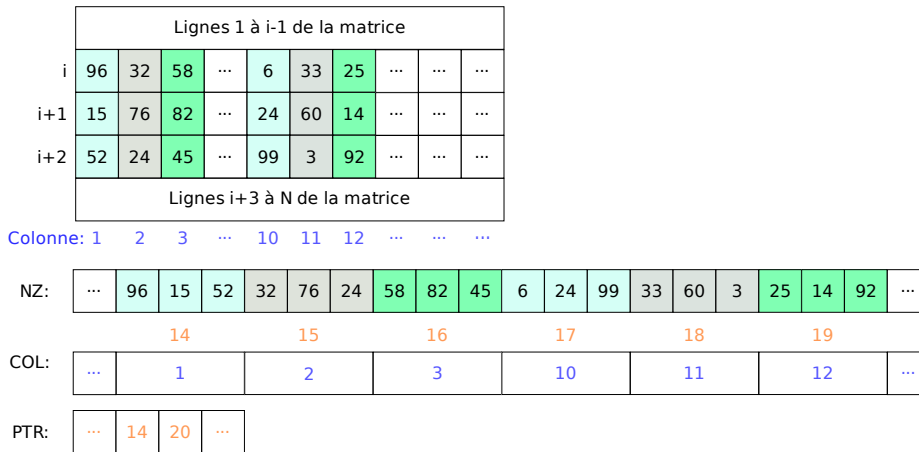 Lignes 1 à i-1 de la matrice
i 96 32 58 ... 6 33 25 ... ... ...
i+1 15 76 82 ... 24 60 14 ... ... ...
i+2 52 24 45 ... 99 3 92 ... ... ...
Lignes i+3 à N de la matrice
Colonne: 1 2 3 ... 10 11 12 ... ... ...
NZ: ... 96 15 52 32 76 24 58 82 45 6 24 99 33 60 3 25 14 92 ...
14 15 16 17 18 19
COL: ... 1 2 3 10 11 12 ...
PTR: ... 14 20 ...